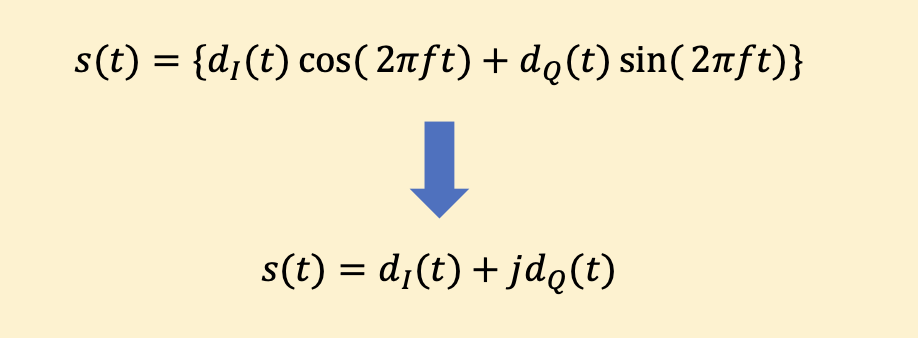 s(t) = {d_I(t) cos( 2πft) + d_Q(t) sin( 2πft)}
s(t) = d_I(t) + jd_Q(t)